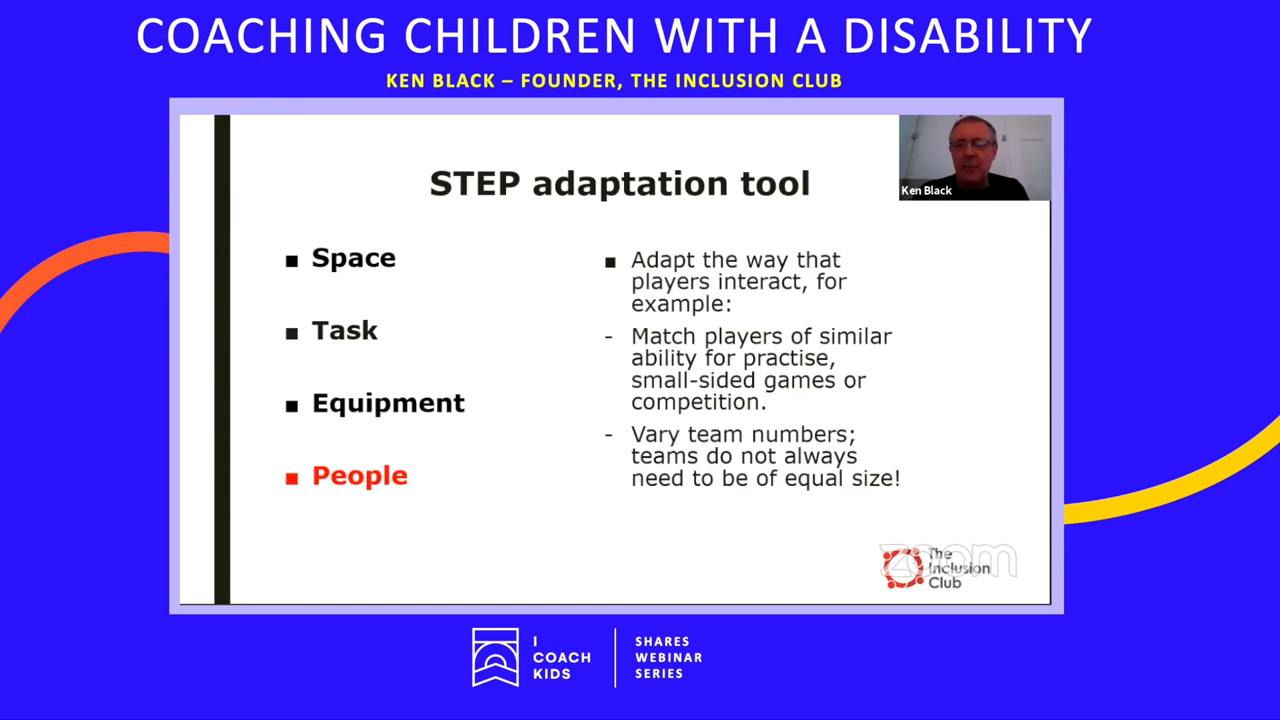 COACHING CHILDREN WITH A DISABILITY
KEN BLACK – FOUNDER, THE INCLUSION CLUB
Ken Black
STEP adaptation tool
■ Space
■ Task
■ Equipment
■ People
■ Adapt the way that
players interact, for
example:
- Match players of similar
ability for practise,
small-sided games or
competition.
- Vary team numbers;
teams do not always
need to be of equal size!
zoom
The
Inclusion
Club
I
COACH
KIDS
SHARES
WEBINAR
SERIES